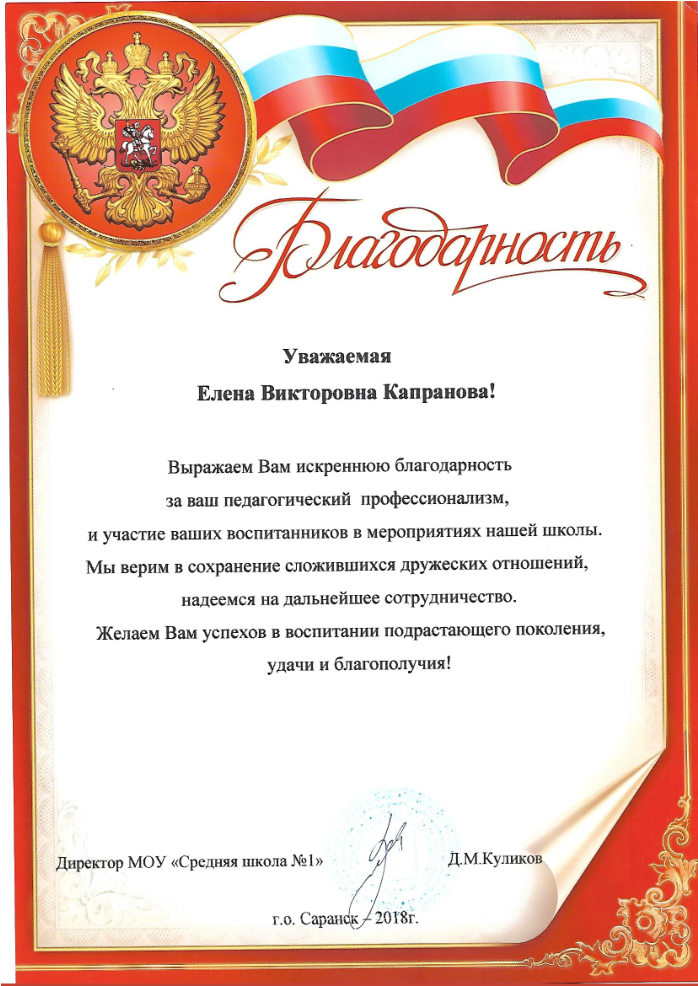 Благодарность
Уважаемая
Елена Викторовна Капранова!
Выражаем Вам искреннюю благодарность
за ваш педагогический профессионализм,
и участие ваших воспитанников в мероприятиях нашей школы.
Мы верим в сохранение сложившихся дружеских отношений,
надеемся на дальнейшее сотрудничество.
Желаем Вам успехов в воспитании подрастающего поколения,
удачи и благополучия!
Директор МОУ «Средняя школа №1» Д.М.Куликов
г.о. Саранск – 2018г.